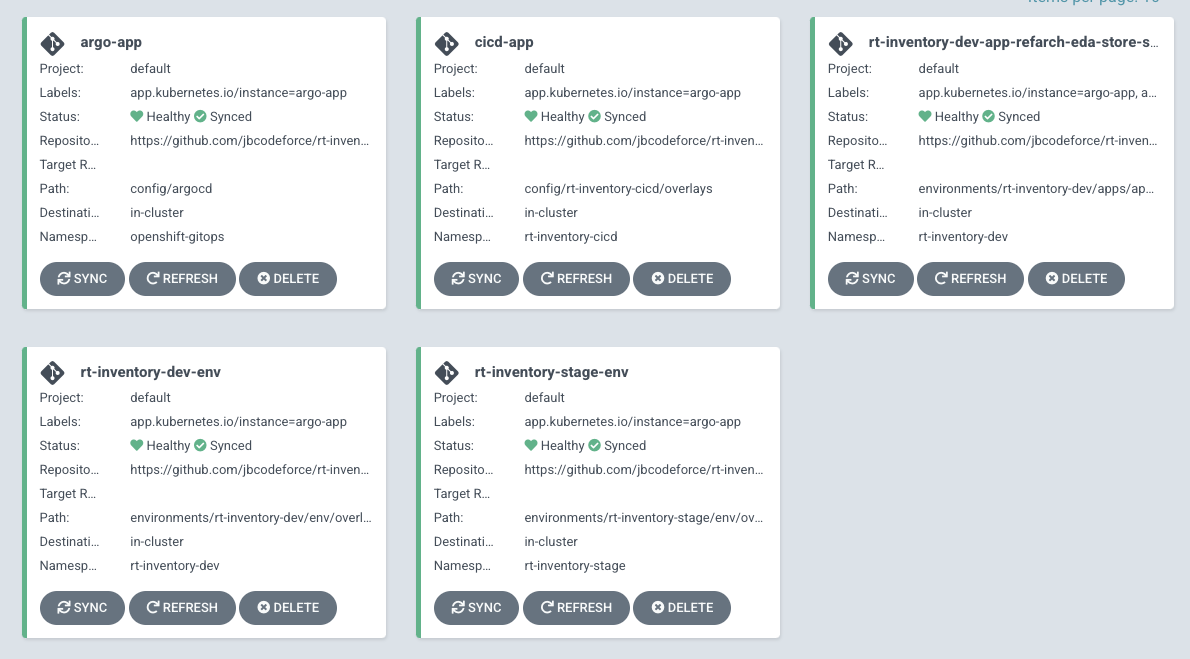 Items per page: 10
argo-app
Project: default
Labels: app.kubernetes.io/instance=argo-app
Status: Healthy Synced
Reposito... https://github.com/jbcodeforce/rt-inven...
Target R...
Path: config/argocd
Destinati... in-cluster
Namesp... openshift-gitops
SYNC REFRESH DELETE
cicd-app
Project: default
Labels: app.kubernetes.io/instance=argo-app
Status: Healthy Synced
Reposito... https://github.com/jbcodeforce/rt-inven...
Target R...
Path: config/rt-inventory-cicd/overlays
Destinati... in-cluster
Namesp... rt-inventory-cicd
SYNC REFRESH DELETE
rt-inventory-dev-app-refarch-eda-store-s...
Project: default
Labels: app.kubernetes.io/instance=argo-app, a...
Status: Healthy Synced
Reposito... https://github.com/jbcodeforce/rt-inven...
Target R...
Path: environments/rt-inventory-dev/apps/ap...
Destinati... in-cluster
Namesp... rt-inventory-dev
SYNC REFRESH DELETE
rt-inventory-dev-env
Project: default
Labels: app.kubernetes.io/instance=argo-app
Status: Healthy Synced
Reposito... https://github.com/jbcodeforce/rt-inven...
Target R...
Path: environments/rt-inventory-dev/env/overl...
Destinati... in-cluster
Namesp... rt-inventory-dev
SYNC REFRESH DELETE
rt-inventory-stage-env
Project: default
Labels: app.kubernetes.io/instance=argo-app
Status: Healthy Synced
Reposito... https://github.com/jbcodeforce/rt-inven...
Target R...
Path: environments/rt-inventory-stage/env/ov...
Destinati... in-cluster
Namesp... rt-inventory-stage
SYNC REFRESH DELETE